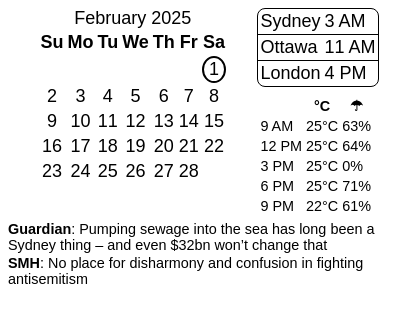 February 2025
Su Mo Tu We Th Fr Sa
1
2 3 4 5 6 7 8
9 10 11 12 13 14 15
16 17 18 19 20 21 22
23 24 25 26 27 28
Sydney 3 AM
Ottawa 11 AM
London 4 PM
°C ☂
9 AM 25°C 63%
12 PM 25°C 64%
3 PM 25°C 0%
6 PM 25°C 71%
9 PM 22°C 61%
Guardian: Pumping sewage into the sea has long been a
Sydney thing – and even $32bn won’t change that
SMH: No place for disharmony and confusion in fighting
antisemitism